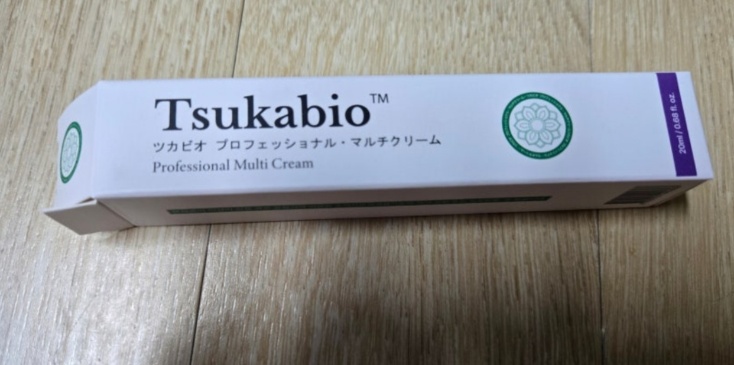 Tsukabio™
ツカビオ プロフェッショナル・マルチクリーム
Professional Multi Cream
20ml / 0.68 fl. oz.